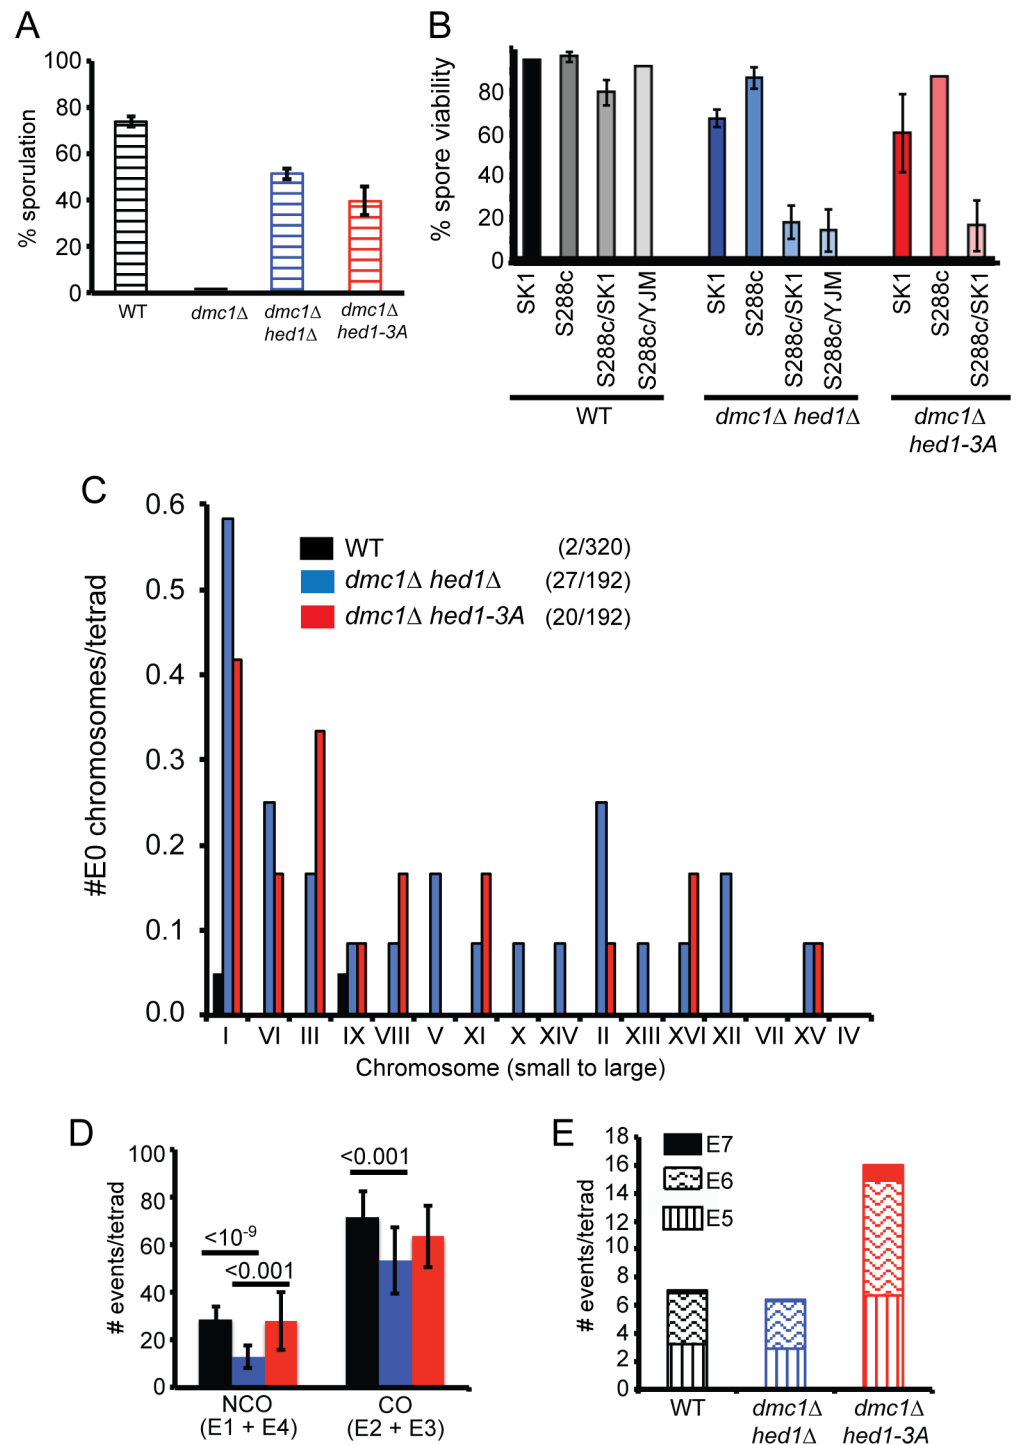 A
% sporulation
100
80
60
40
20
0
WT
dmc1Δ
dmc1Δ
hed1Δ
dmc1Δ
hed1-3A
B
% spore viability
80
60
40
20
0
SK1
S288c
S288c/SK1
S288c/YJM
SK1
S288c
S288c/SK1
S288c/YJM
SK1
S288c
S288c/SK1
WT
dmc1Δ hed1Δ
dmc1Δ
hed1-3A
C
#E0 chromosomes/tetrad
0.6
0.5
0.4
0.3
0.2
0.1
0.0
WT (2/320)
dmc1Δ hed1Δ (27/192)
dmc1Δ hed1-3A (20/192)
I VI III IX VIII V XI X XIV II XIII XVI XII VII XV IV
Chromosome (small to large)
D
# events/tetrad
100
80
60
40
20
0
<10-9
<0.001
<0.001
NCO
(E1 + E4)
CO
(E2 + E3)
E
# events/tetrad
18
16
14
12
10
8
6
4
2
0
E7
E6
E5
WT
dmc1Δ
hed1Δ
dmc1Δ
hed1-3A